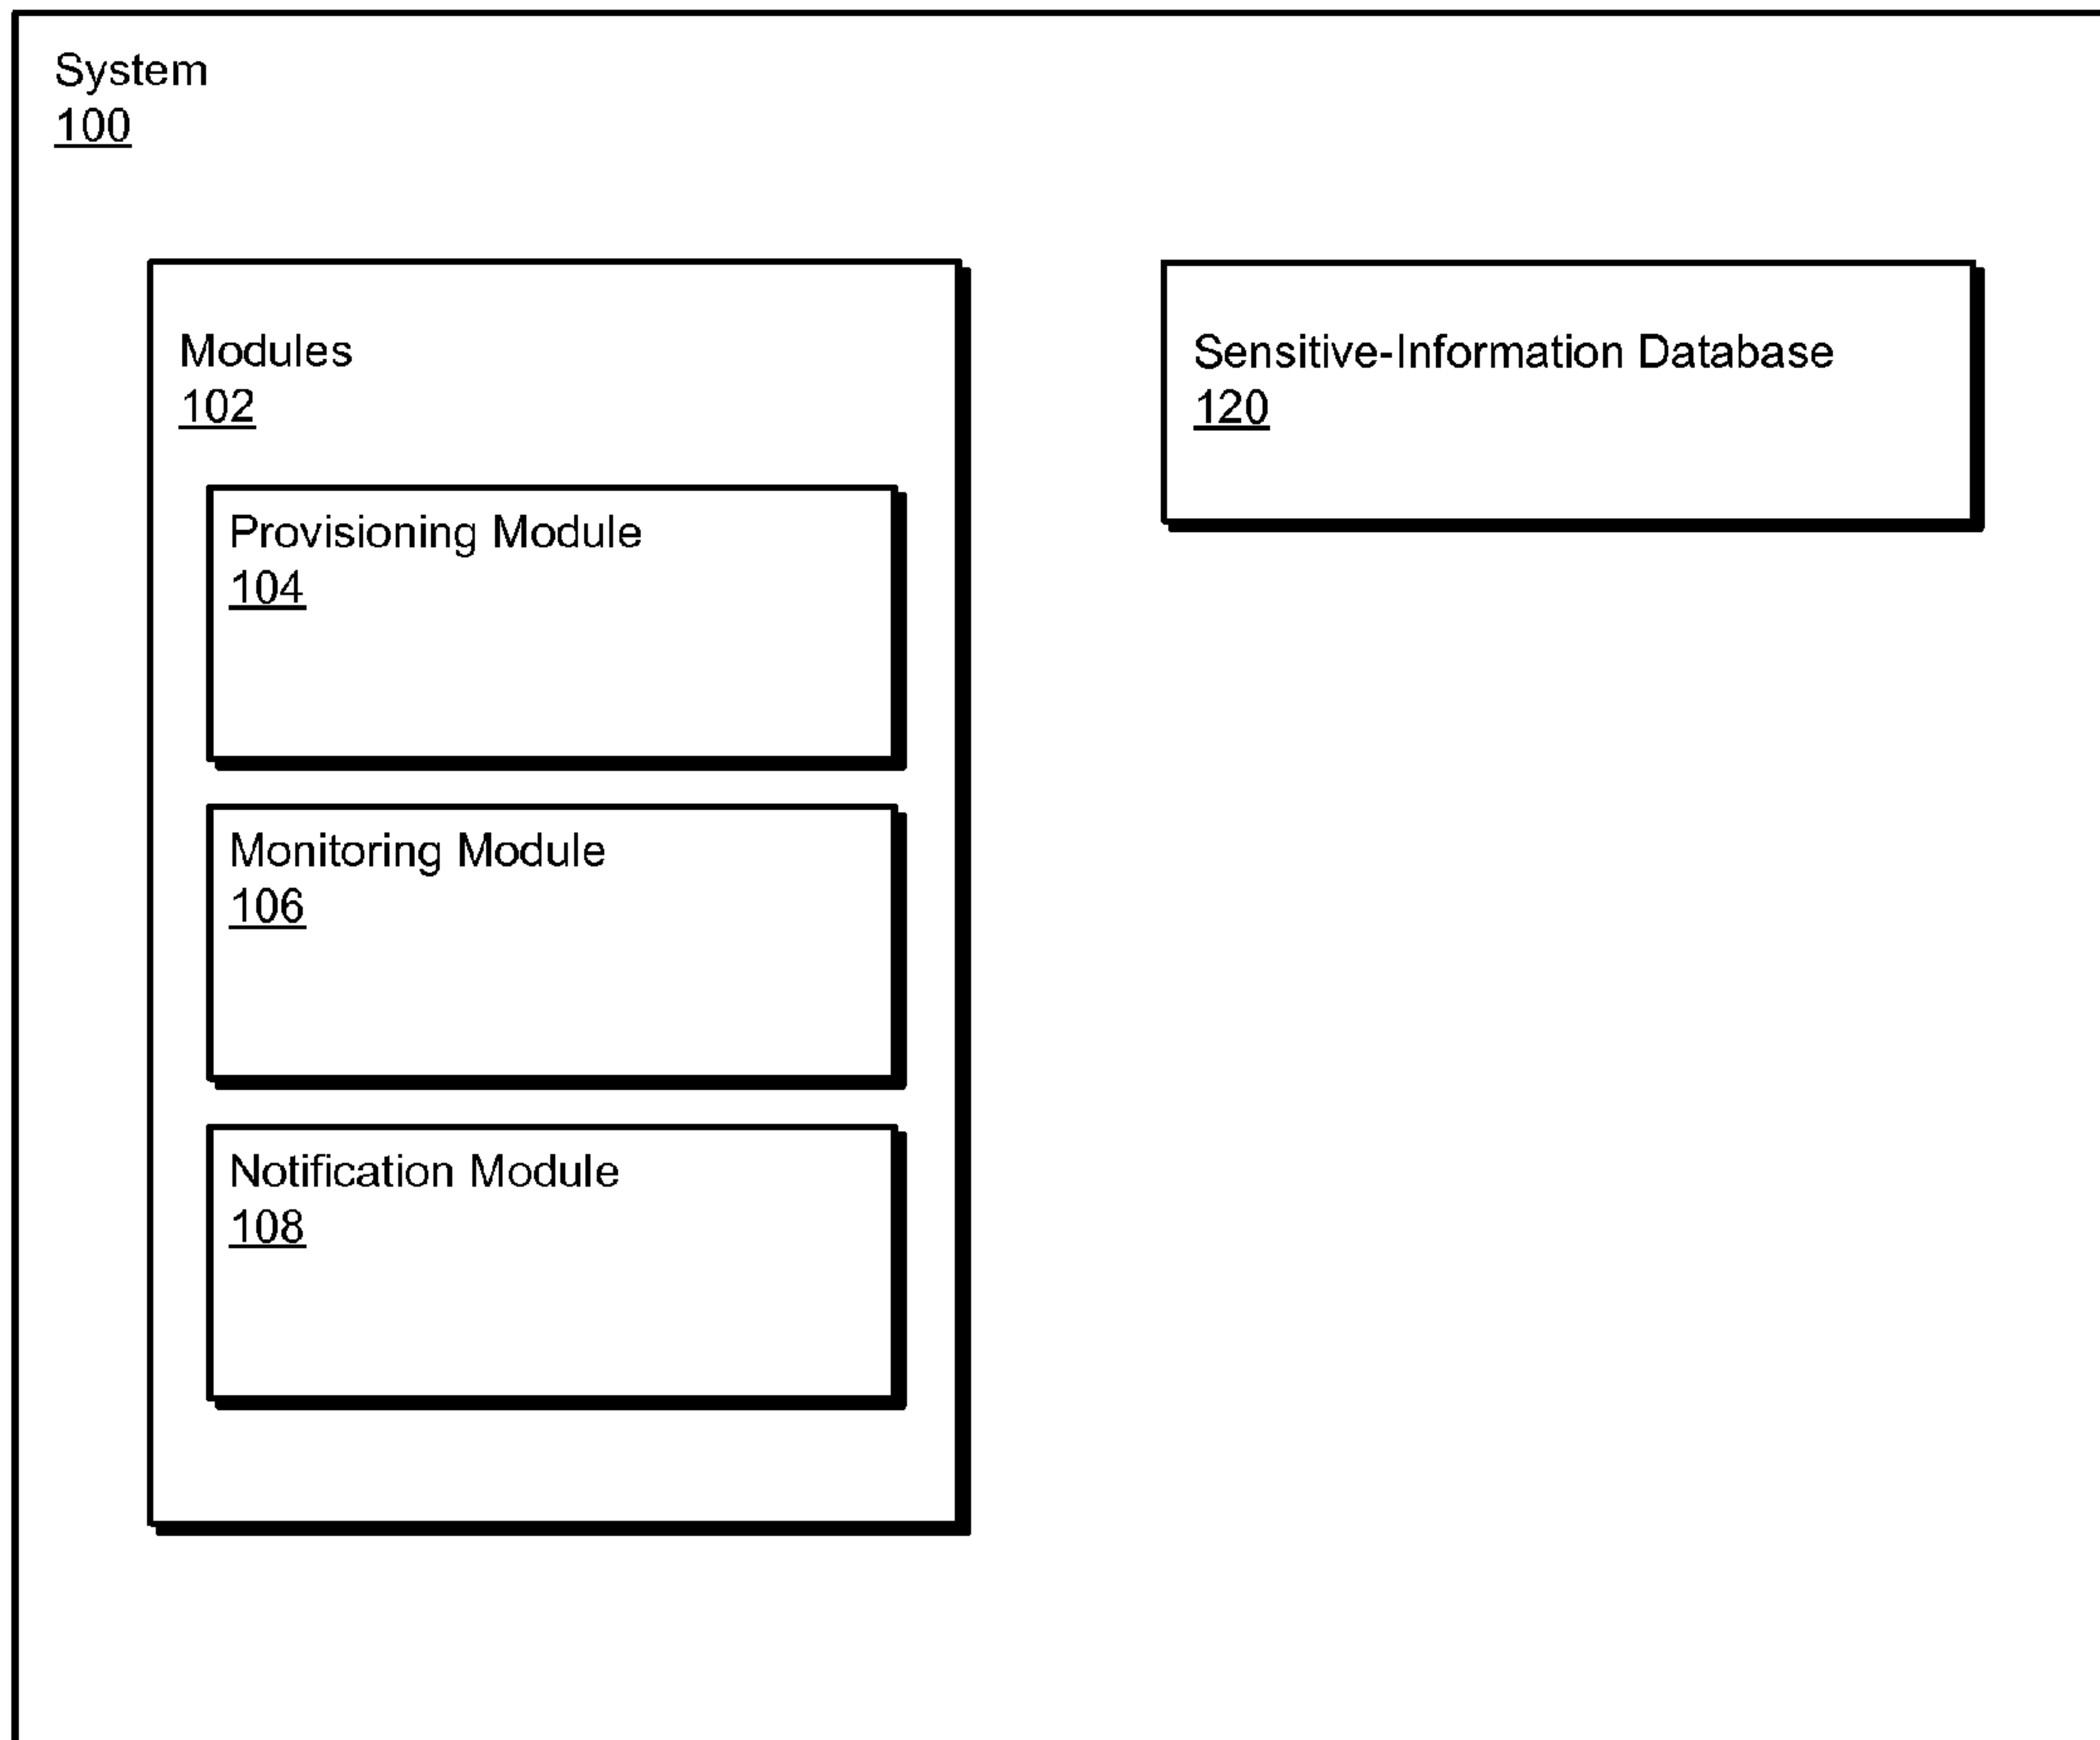 System
100
Modules
102
Provisioning Module
104
Monitoring Module
106
Notification Module
108
Sensitive-Information Database
120